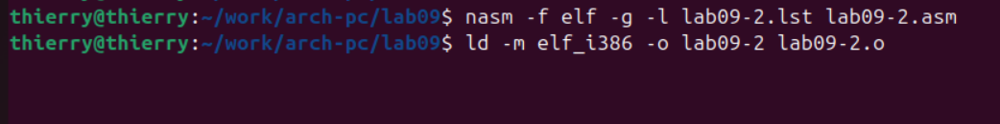 thierry@thierry:~/work/arch-pc/lab09$ nasm -f elf -g -l lab09-2.lst lab09-2.asm
thierry@thierry:~/work/arch-pc/lab09$ ld -m elf_i386 -o lab09-2 lab09-2.o